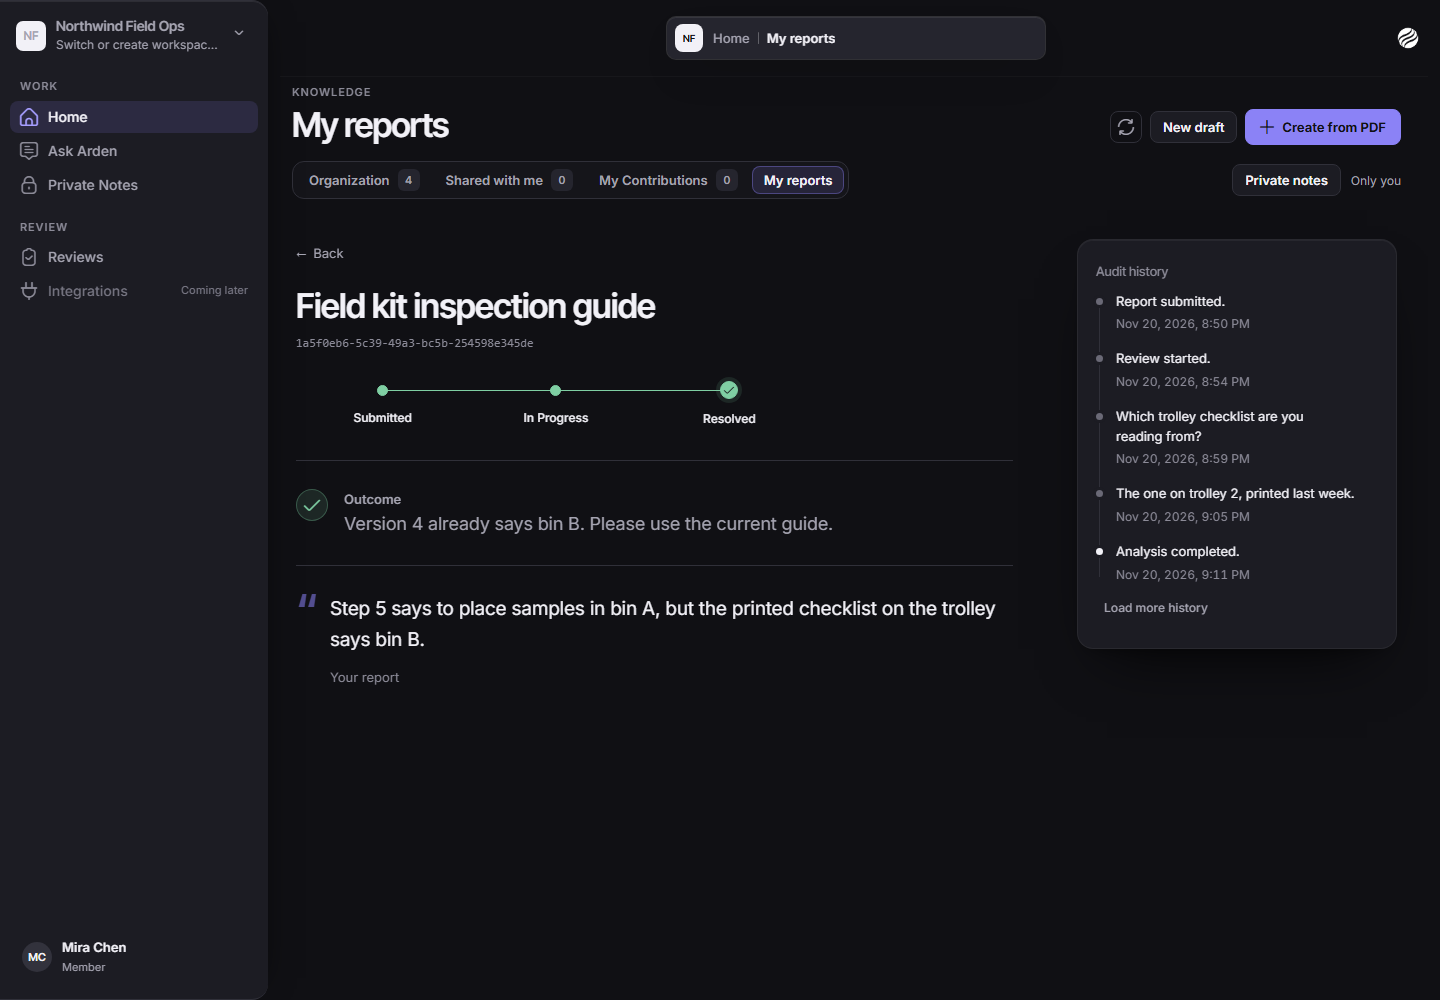 NF
Northwind Field Ops
Switch or create workspac...
WORK
Home
Ask Arden
Private Notes
REVIEW
Reviews
Integrations
Coming later
MC
Mira Chen
Member
NF
Home
My reports
KNOWLEDGE
My reports
New draft
Create from PDF
Organization 4
Shared with me 0
My Contributions 0
My reports
Private notes
Only you
← Back
Field kit inspection guide
1a5f0eb6-5c39-49a3-bc5b-254598e345de
Submitted
In Progress
Resolved
Outcome
Version 4 already says bin B. Please use the current guide.
Step 5 says to place samples in bin A, but the printed checklist on the trolley
says bin B.
Your report
Audit history
Report submitted.
Nov 20, 2026, 8:50 PM
Review started.
Nov 20, 2026, 8:54 PM
Which trolley checklist are you
reading from?
Nov 20, 2026, 8:59 PM
The one on trolley 2, printed last week.
Nov 20, 2026, 9:05 PM
Analysis completed.
Nov 20, 2026, 9:11 PM
Load more history